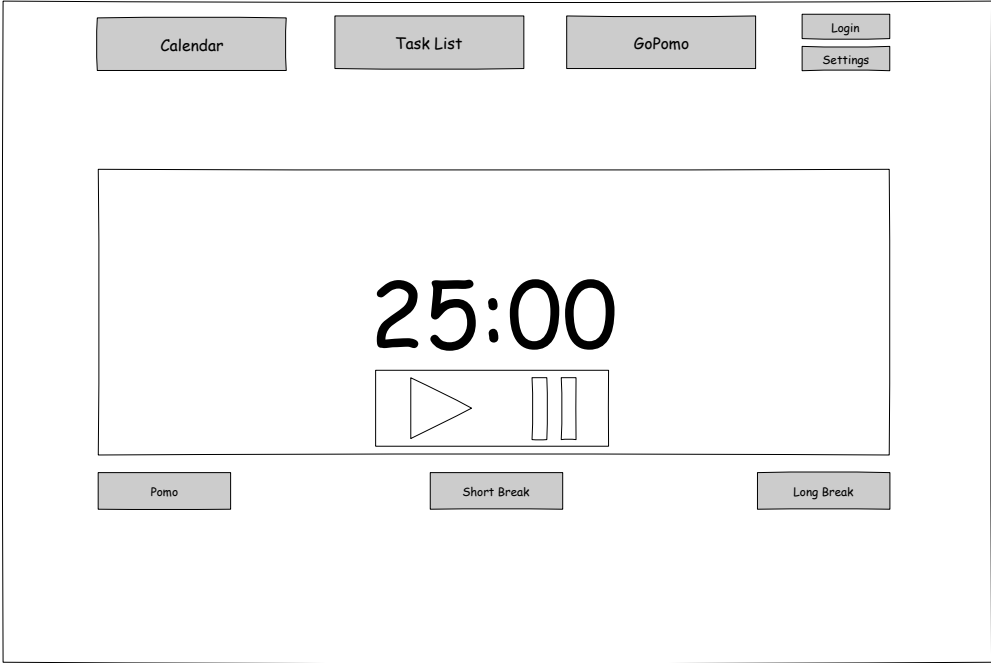 Calendar
Task List
GoPomo
Login
Settings
25:00
Pomo
Short Break
Long Break